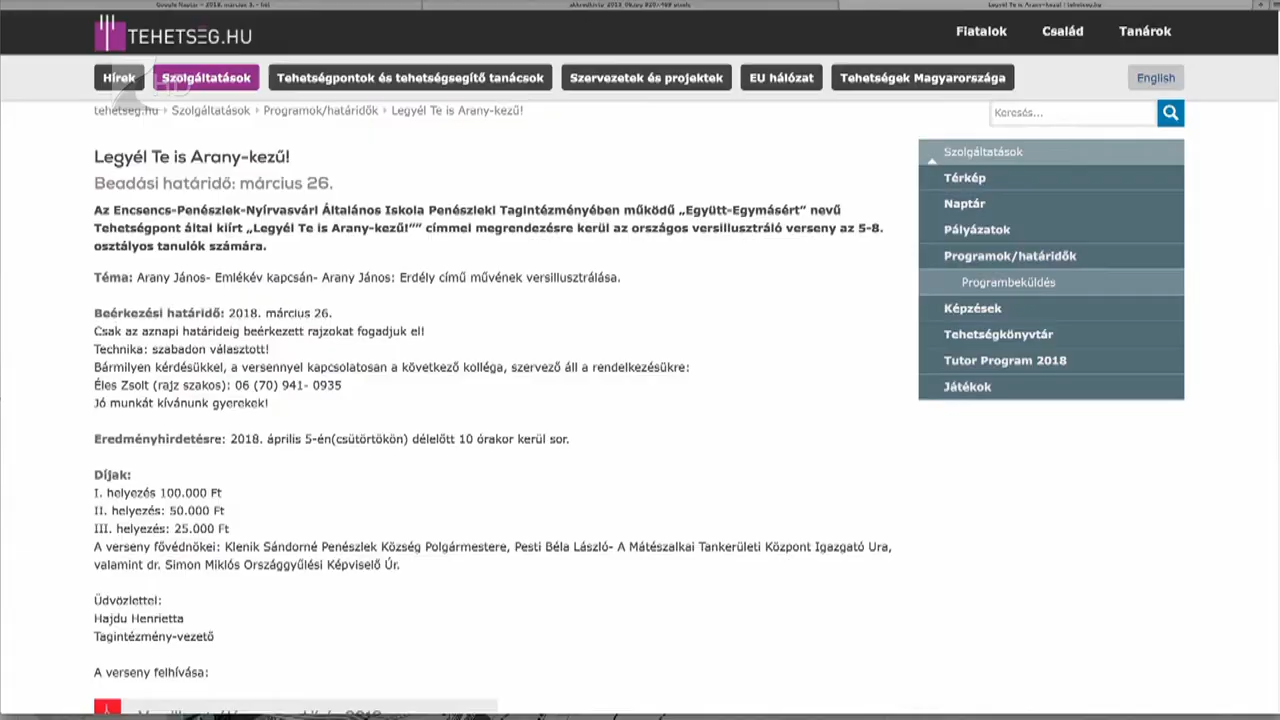 TEHETSÉG.HU
Fiatalok Család Tanárok
Hírek Szolgáltatások Tehetségpontok és tehetségsegítő tanácsok Szervezetek és projektek EU hálózat Tehetségek Magyarországa English
HD
tehetseg.hu Szolgáltatások Programok/határidők Legyél Te is Arany-kezű!
Keresés...
Legyél Te is Arany-kezű!
Beadási határidő: március 26.
Az Encsencs-Penészlek-Nyírvasvári Általános Iskola Penészleki Tagintézményében működő „Együtt-Egymásért” nevű
Tehetségpont által kiírt „Legyél Te is Arany-kezű!”” címmel megrendezésre kerül az országos versillusztráló verseny az 5-8.
osztályos tanulók számára.
Téma: Arany János- Emlékév kapcsán- Arany János: Erdély című művének versillusztrálása.
Beérkezési határidő: 2018. március 26.
Csak az aznapi határideig beérkezett rajzokat fogadjuk el!
Technika: szabadon választott!
Bármilyen kérdésükkel, a versennyel kapcsolatosan a következő kolléga, szervező áll a rendelkezésükre:
Éles Zsolt (rajz szakos): 06 (70) 941- 0935
Jó munkát kívánunk gyerekek!
Eredményhirdetésre: 2018. április 5-én(csütörtökön) délelőtt 10 órakor kerül sor.
Díjak:
I. helyezés 100.000 Ft
II. helyezés: 50.000 Ft
III. helyezés: 25.000 Ft
A verseny fővédnökei: Klenik Sándorné Penészlek Község Polgármestere, Pesti Béla László- A Mátészalkai Tankerületi Központ Igazgató Ura,
valamint dr. Simon Miklós Országgyűlési Képviselő Úr.
Üdvözlettel:
Hajdu Henrietta
Tagintézmény-vezető
A verseny felhívása:
Szolgáltatások
Térkép
Naptár
Pályázatok
Programok/határidők
Programbeküldés
Képzések
Tehetségkönyvtár
Tutor Program 2018
Játékok